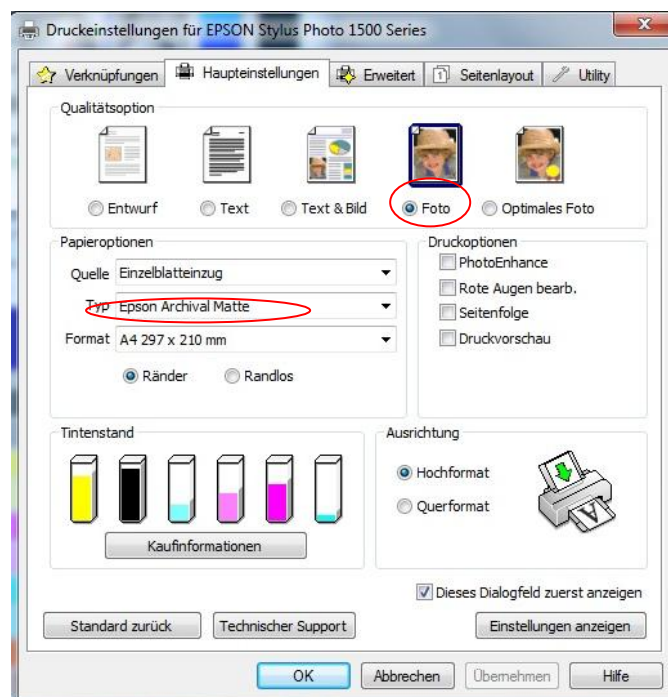 Druckeinstellungen für EPSON Stylus Photo 1500 Series
Verknüpfungen Haupteinstellungen Erweitert 1 Seitenlayout Utility
Qualitätsoption
Entwurf Text Text & Bild Foto Optimales Foto
Papieroptionen
Quelle Einzelblatteinzug
Typ Epson Archival Matte
Format A4 297 x 210 mm
Ränder Randlos
Druckoptionen
PhotoEnhance
Rote Augen bearb.
Seitenfolge
Druckvorschau
Tintenstand
Kaufinformationen
Ausrichtung
Hochformat
Querformat
A
Dieses Dialogfeld zuerst anzeigen
Standard zurück Technischer Support Einstellungen anzeigen
OK Abbrechen Übernehmen Hilfe